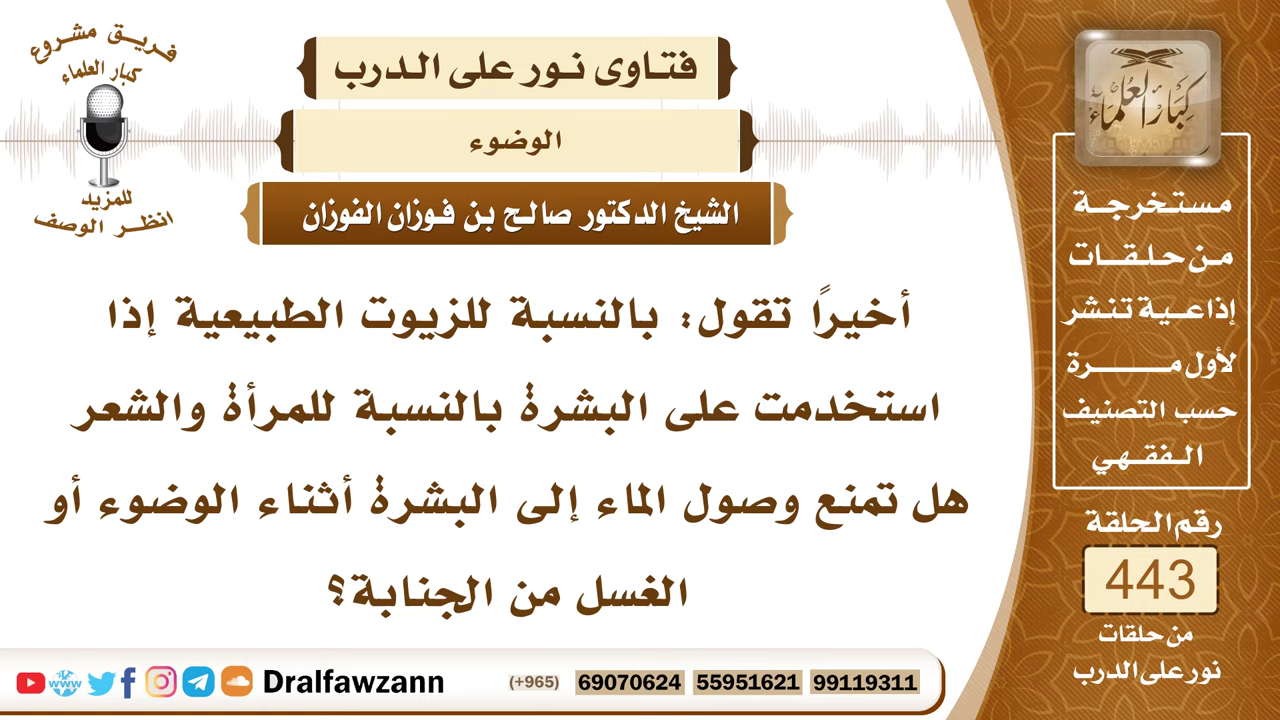 فريق مشروع
كبار العلماء
للمزيد
انظر الوصف
فتاوى نور على الدرب
الوضوء
الشيخ الدكتور صالح بن فوزان الفوزان
أخيرًا تقول: بالنسبة للزيوت الطبيعية إذا
استخدمت على البشرة بالنسبة للمرأة والشعر
هل تمنع وصول الماء إلى البشرة أثناء الوضوء أو
الغسل من الجنابة؟
كبار العلماء
مستخرجة
من حلقات
إذاعية تنشر
لأول مرة
حسب التصنيف
الفقهي
رقم الحلقة
443
من حلقات
نور على الدرب
www
Dralfawzann (+965) 69070624 55951621 99119311